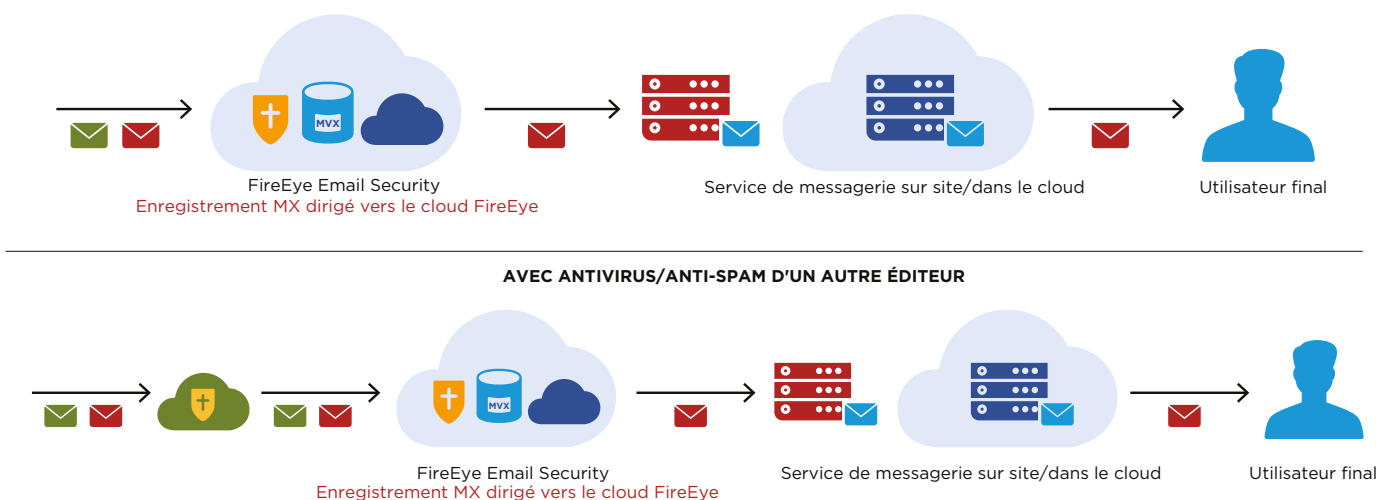 MVX
FireEye Email Security
Enregistrement MX dirigé vers le cloud FireEye
Service de messagerie sur site/dans le cloud
Utilisateur final
AVEC ANTIVIRUS/ANTI-SPAM D'UN AUTRE ÉDITEUR
MVX
FireEye Email Security
Enregistrement MX dirigé vers le cloud FireEye
Service de messagerie sur site/dans le cloud
Utilisateur final